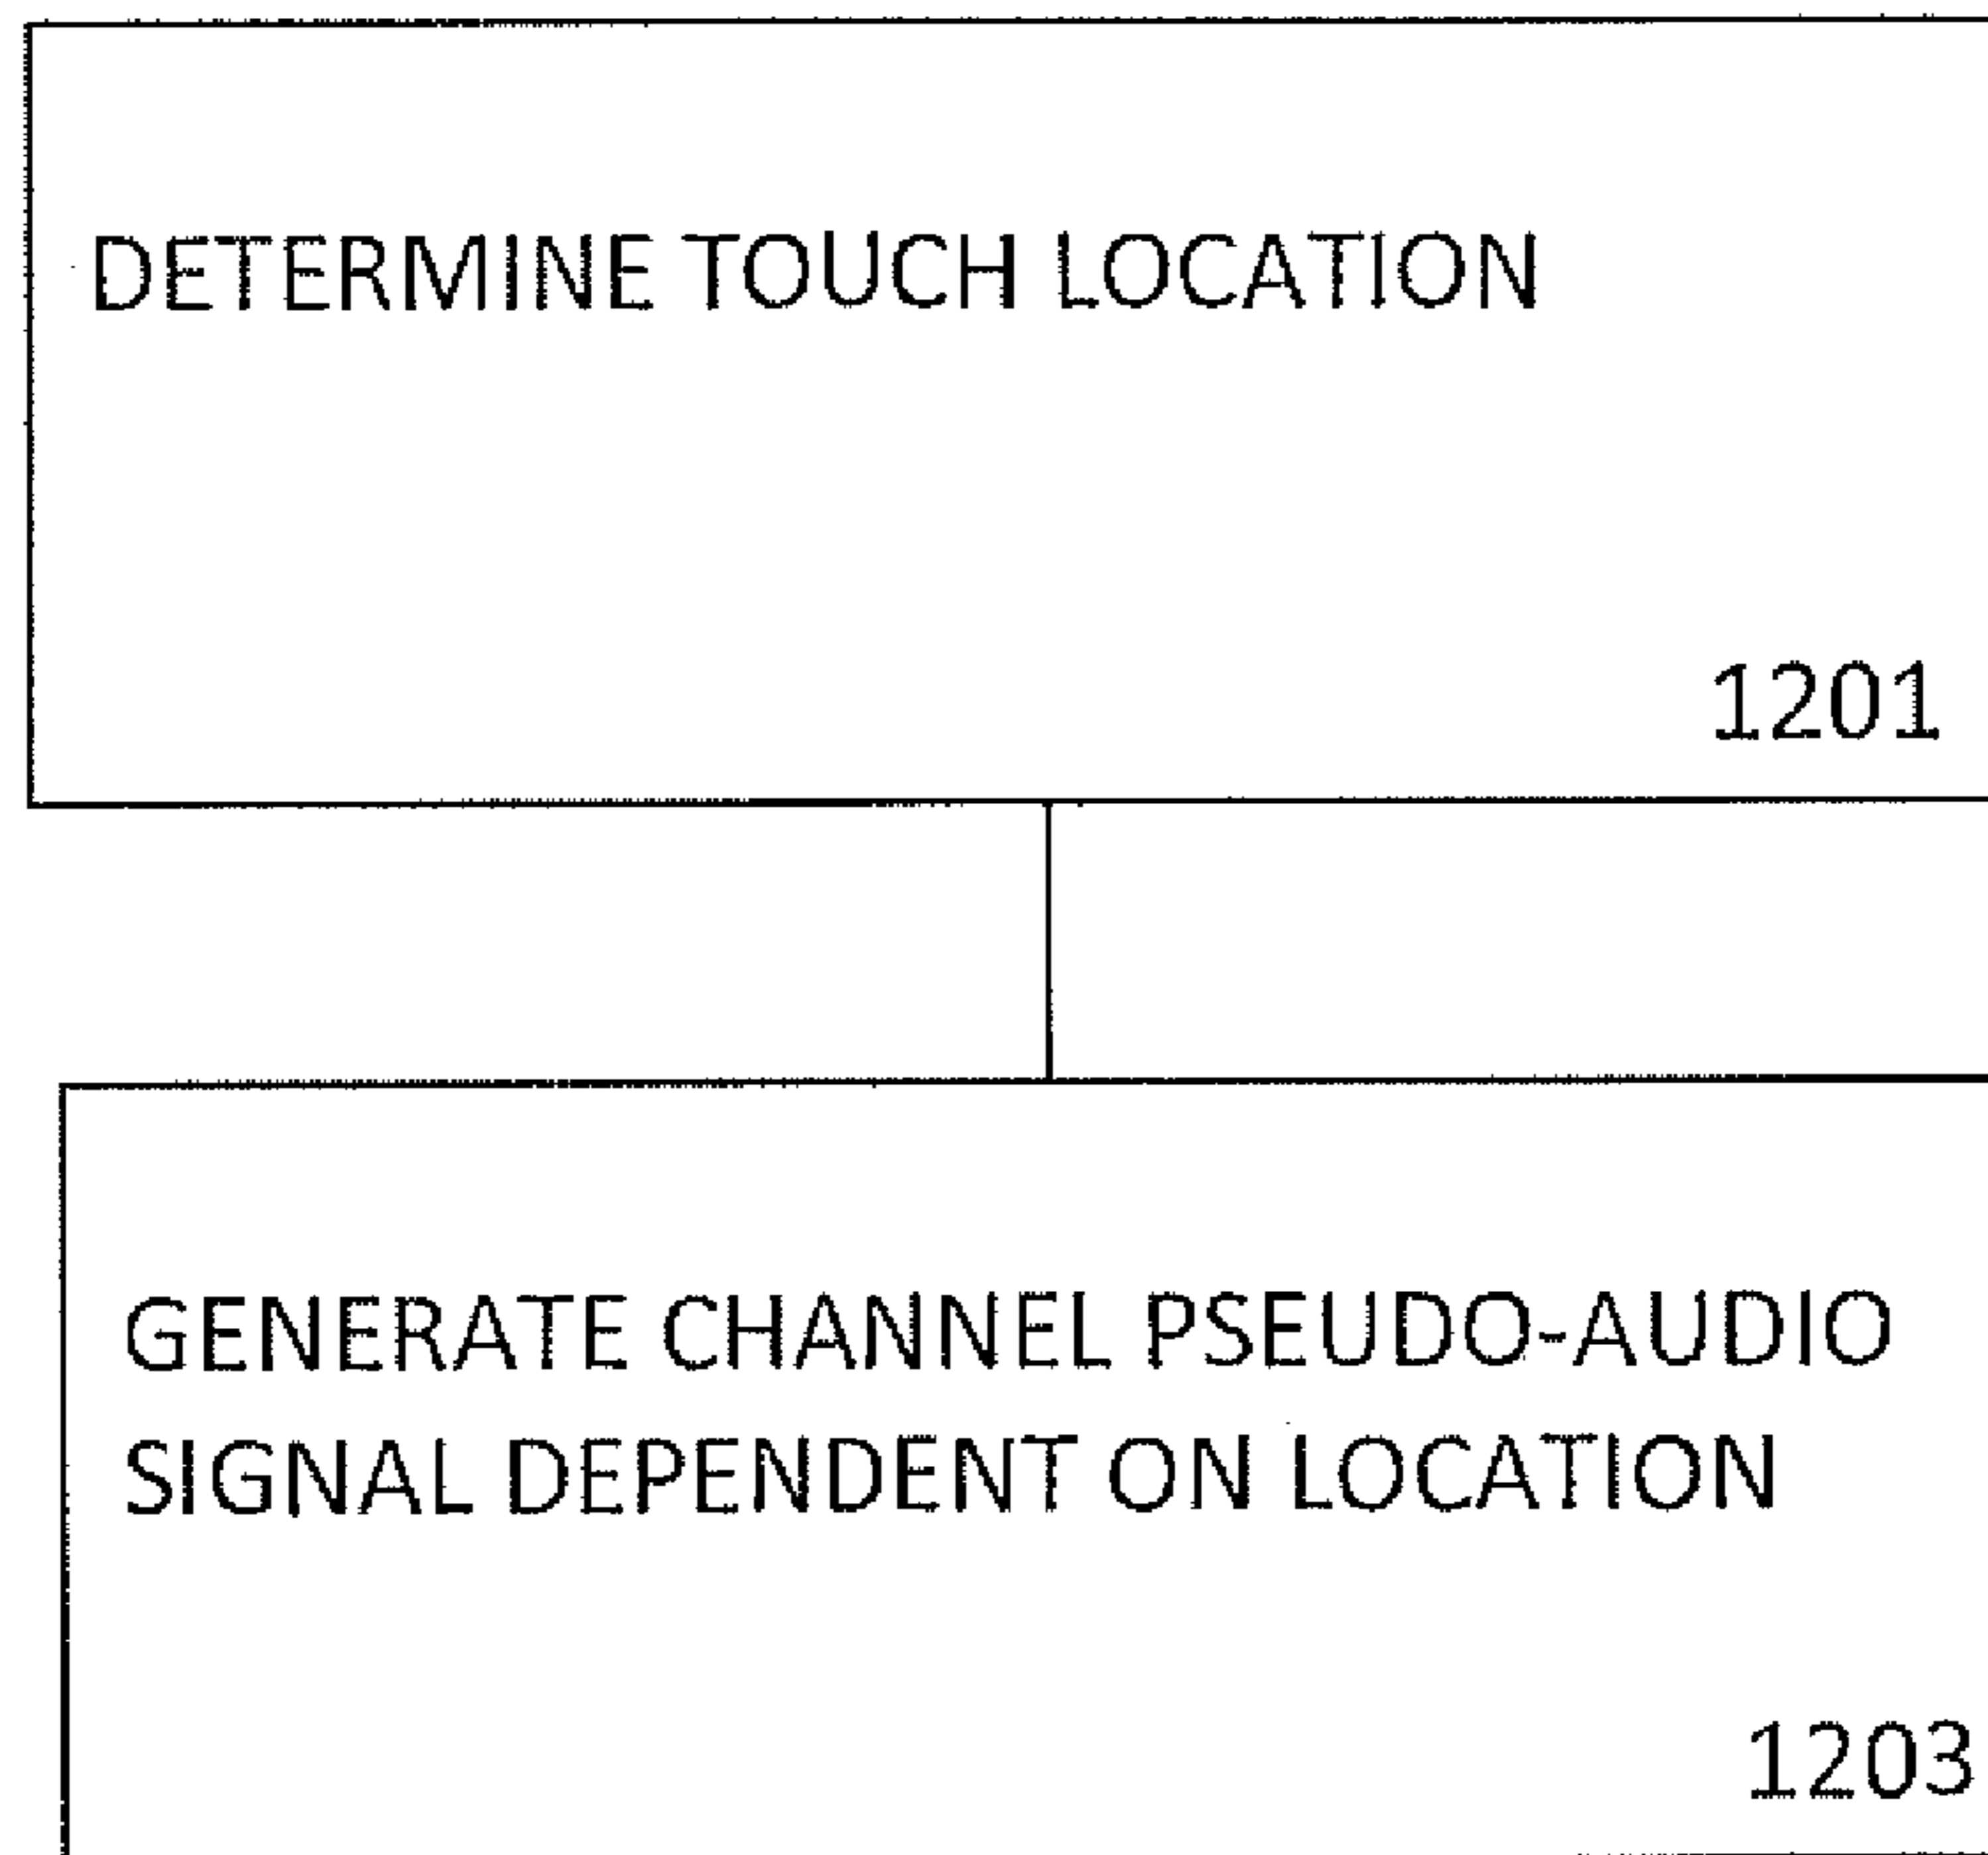 DETERMINE TOUCH LOCATION
1201
GENERATE CHANNEL PSEUDO-AUDIO
SIGNAL DEPENDENT ON LOCATION
1203